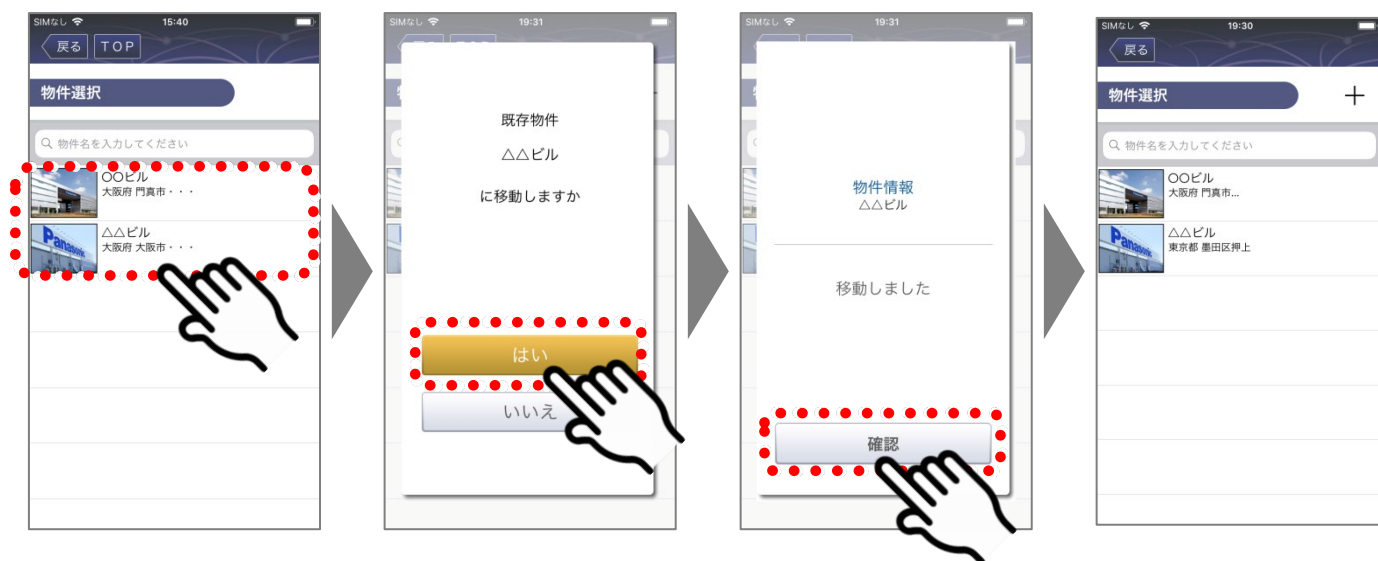 SIMなし 15:40
戻る TOP
物件選択
物件名を入力してください
〇〇ビル
大阪府 門真市・・・
Panasonic
△△ビル
大阪府 大阪市・・・
SIMなし 19:31
既存物件
△△ビル
に移動しますか
はい
いいえ
SIMなし 19:31
物件情報
△△ビル
移動しました
確認
SIMなし 19:30
戻る
物件選択 +
物件名を入力してください
〇〇ビル
大阪府 門真市...
Panasonic
△△ビル
東京都 墨田区押上